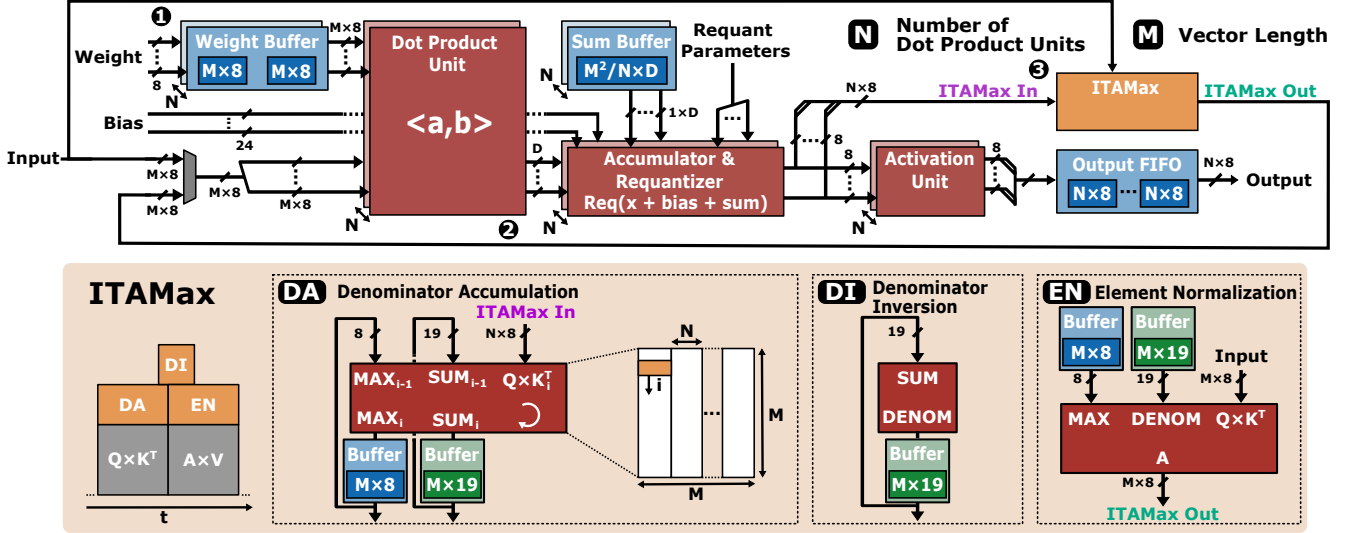 ❶
Weight Buffer
M×8
M×8
M×8
Weight
8
N
Dot Product
Unit
<a,b>
N
❷
Sum Buffer
M²/N×D
N
1×D
Requant
Parameters
N Number of
Dot Product Units
M Vector Length
Bias
24
Input
M×8
M×8
M×8
M×8
D
Accumulator &
Requantizer
Req(x + bias + sum)
N
N×8
8
8
Activation
Unit
N
8
ITAMax In
❸
ITAMax
ITAMax Out
Output FIFO
N×8 ··· N×8
N×8
Output
ITAMax
DI
DA
EN
Q×Kᵀ
A×V
t
DA Denominator Accumulation
ITAMax In
8
19
N×8
MAXᵢ₋₁ SUMᵢ₋₁ Q×Kᵢᵀ
MAXᵢ SUMᵢ
Buffer
M×8
Buffer
M×19
N
i
...
M
M
DI Denominator
Inversion
19
SUM
DENOM
Buffer
M×19
EN Element Normalization
Buffer
M×8
Buffer
M×19
Input
8
19
M×8
MAX DENOM Q×Kᵀ
A
M×8
ITAMax Out